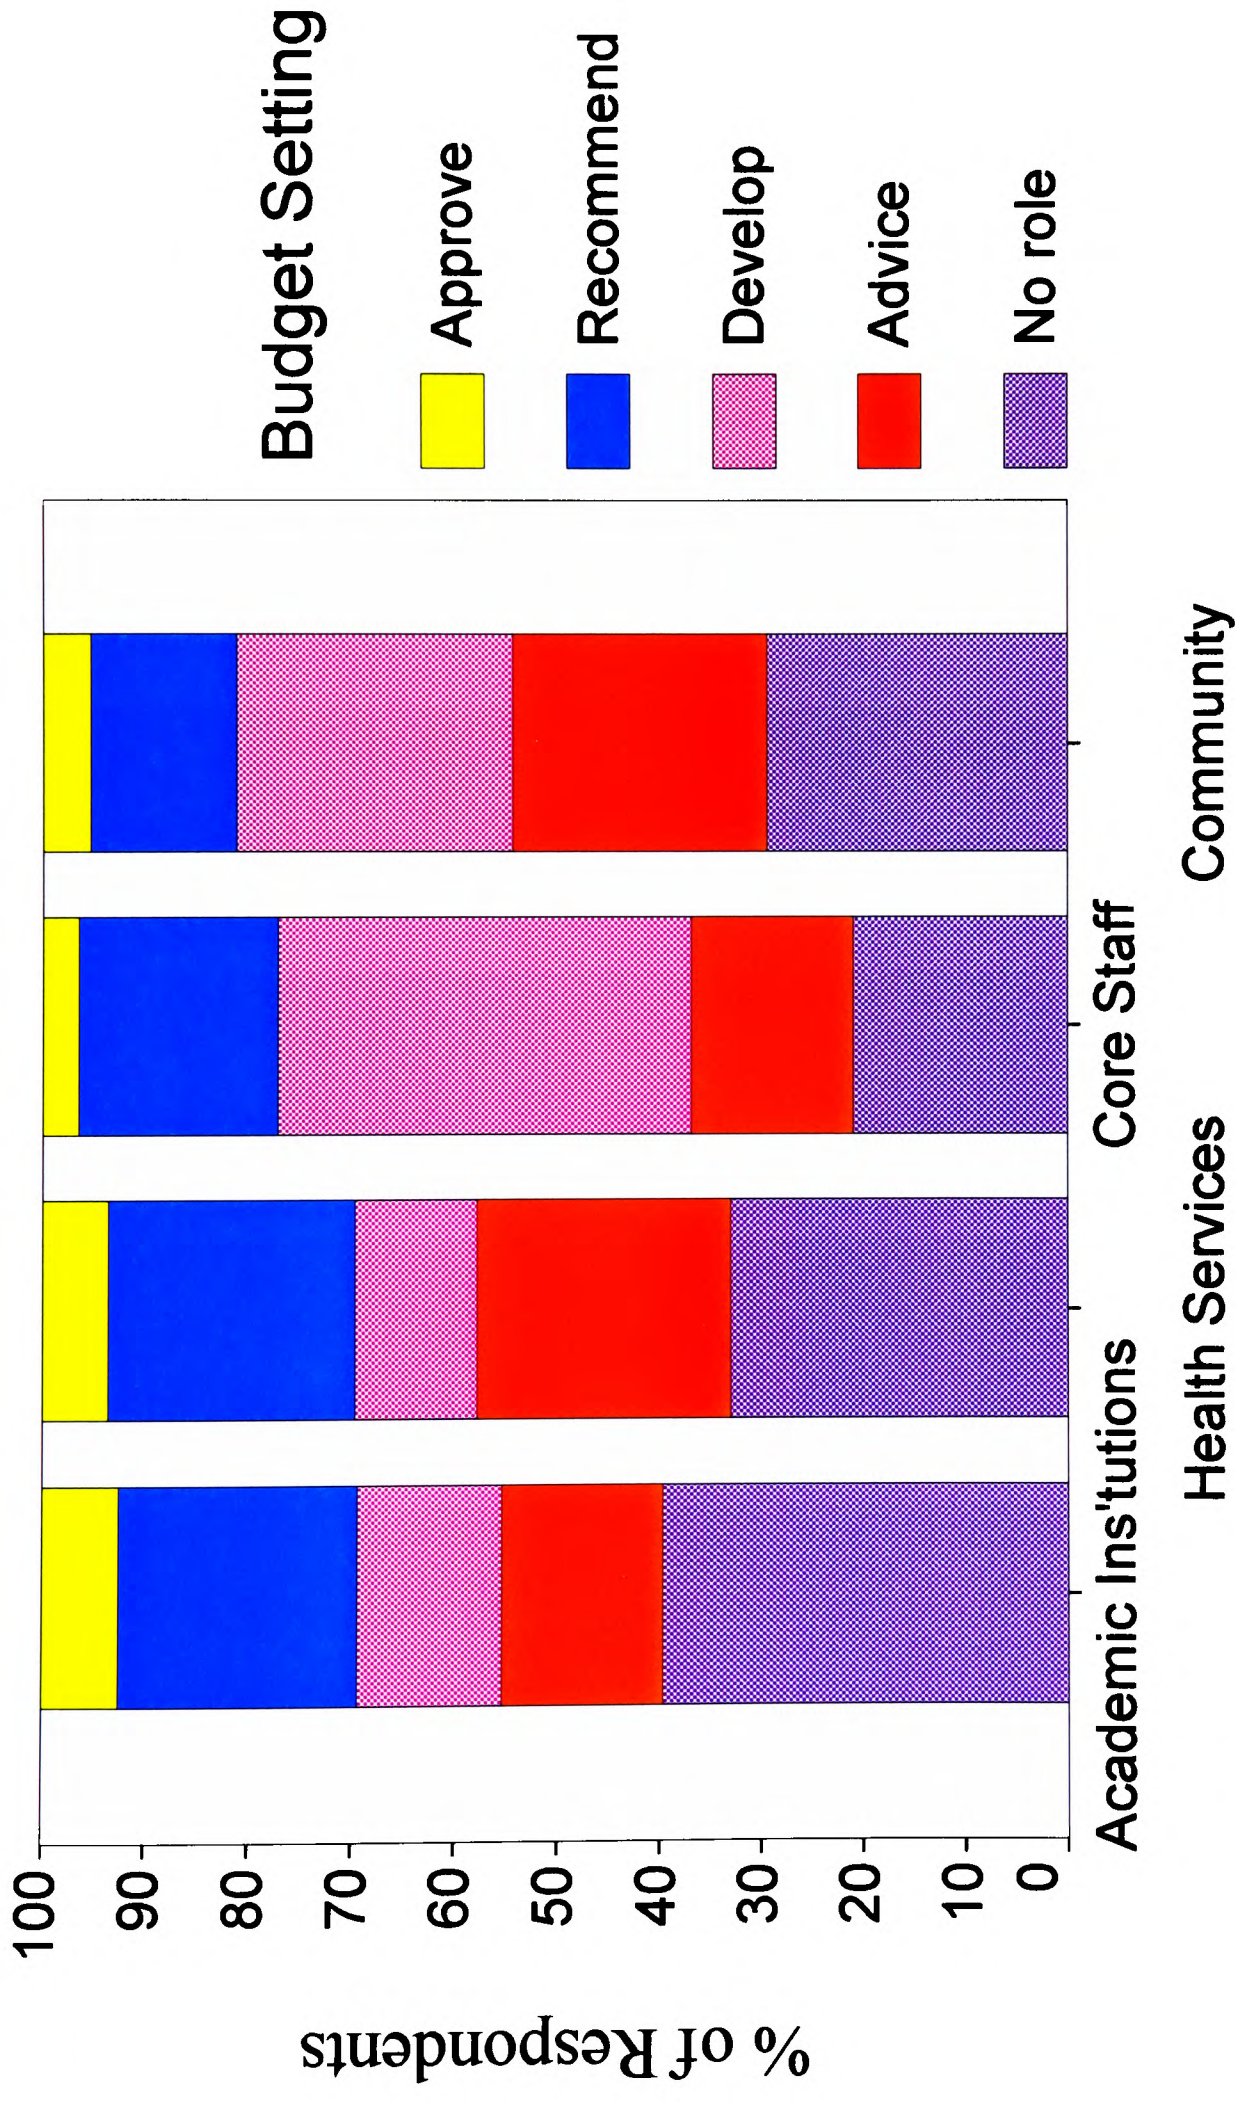 Budget Setting
Approve
Recommend
Develop
Advice
No role
% of Respondents
100
90
80
70
60
50
40
30
20
10
0
Academic Ins'tutions
Core Staff
Health Services
Community